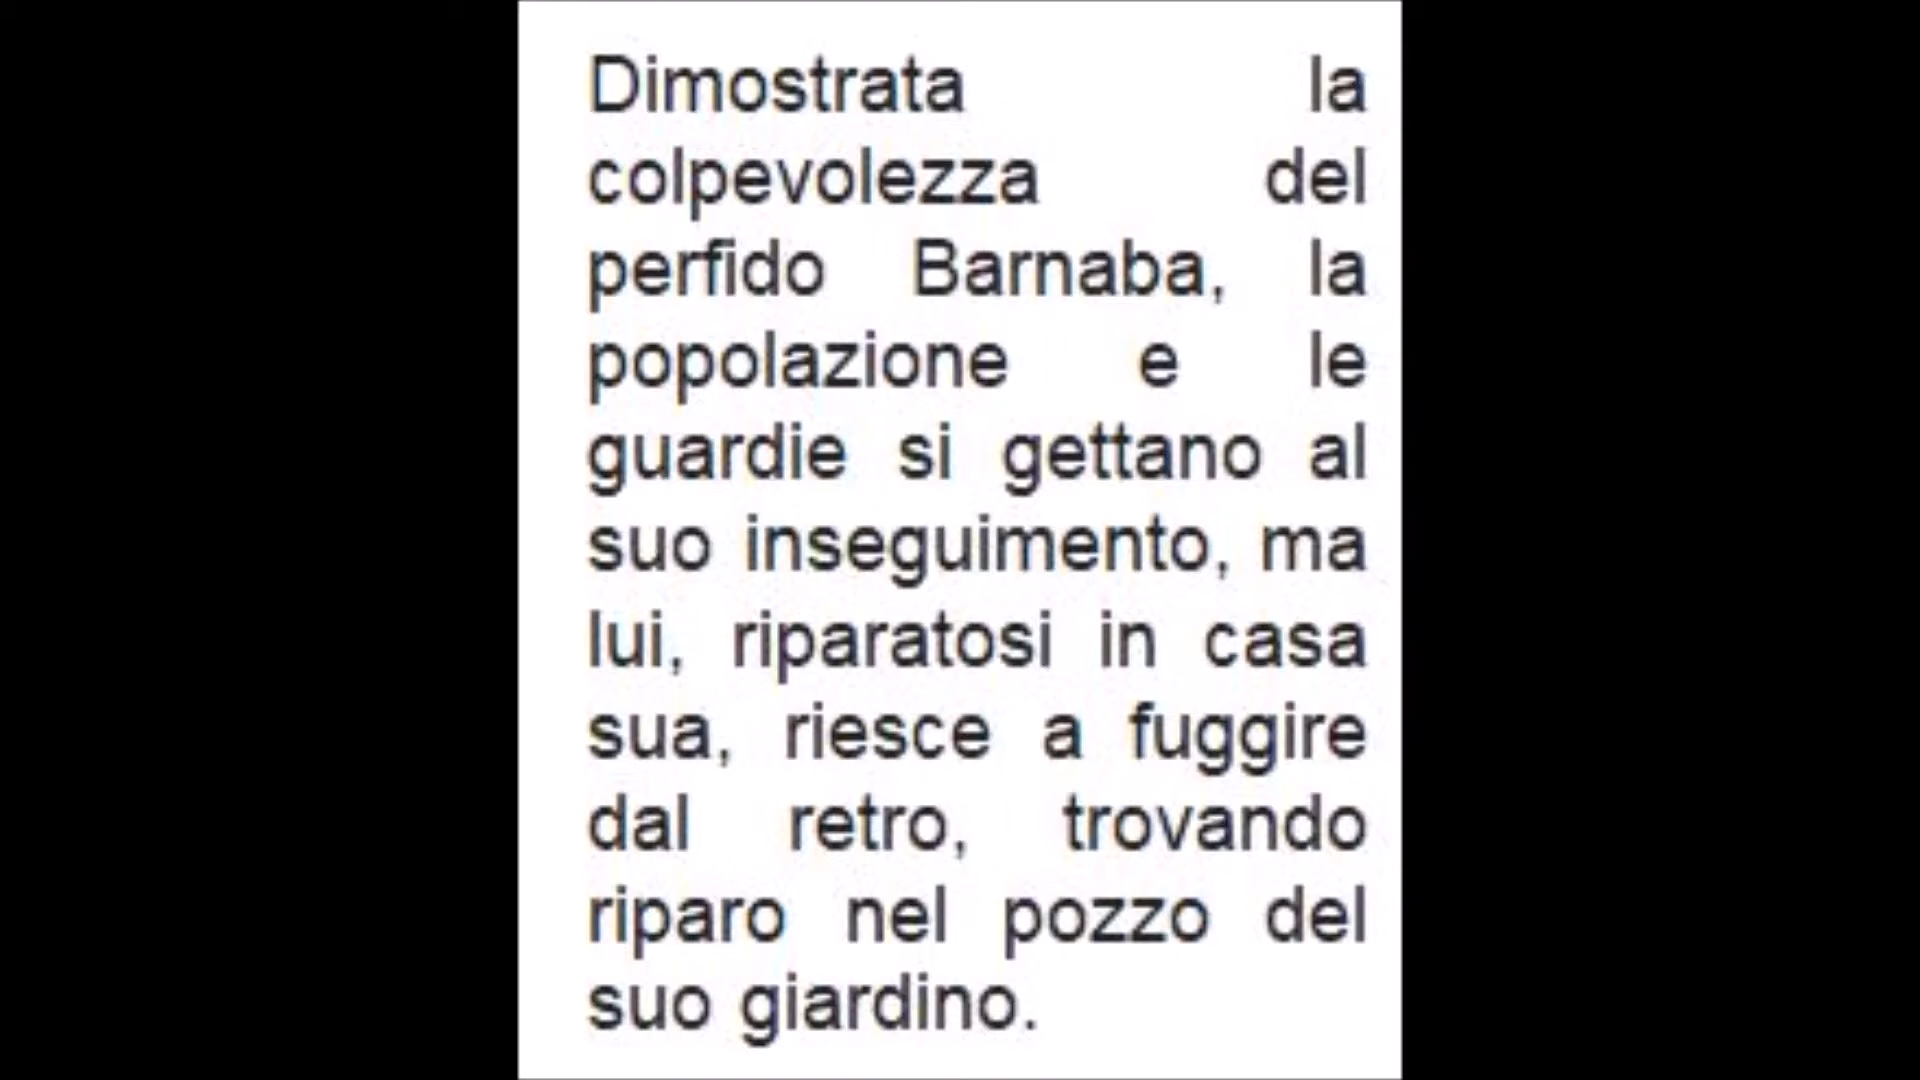 Dimostrata la
colpevolezza del
perfido Barnaba, la
popolazione e le
guardie si gettano al
suo inseguimento, ma
lui, riparatosi in casa
sua, riesce a fuggire
dal retro, trovando
riparo nel pozzo del
suo giardino.